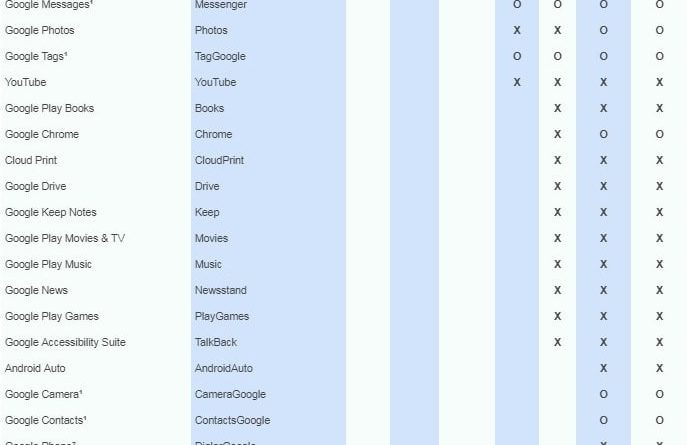 Google Messages¹ Messenger O O O O
Google Photos Photos X X O O
Google Tags¹ TagGoogle O O O O
YouTube YouTube X X X X
Google Play Books Books X X X
Google Chrome Chrome X O O
Cloud Print CloudPrint X X X
Google Drive Drive X X X
Google Keep Notes Keep X X X
Google Play Movies & TV Movies X X X
Google Play Music Music X X X
Google News Newsstand X X X
Google Play Games PlayGames X X X
Google Accessibility Suite TalkBack X X X
Android Auto AndroidAuto X X
Google Camera¹ CameraGoogle O O
Google Contacts¹ ContactsGoogle O O
Google Phone² DialerGoogle X X